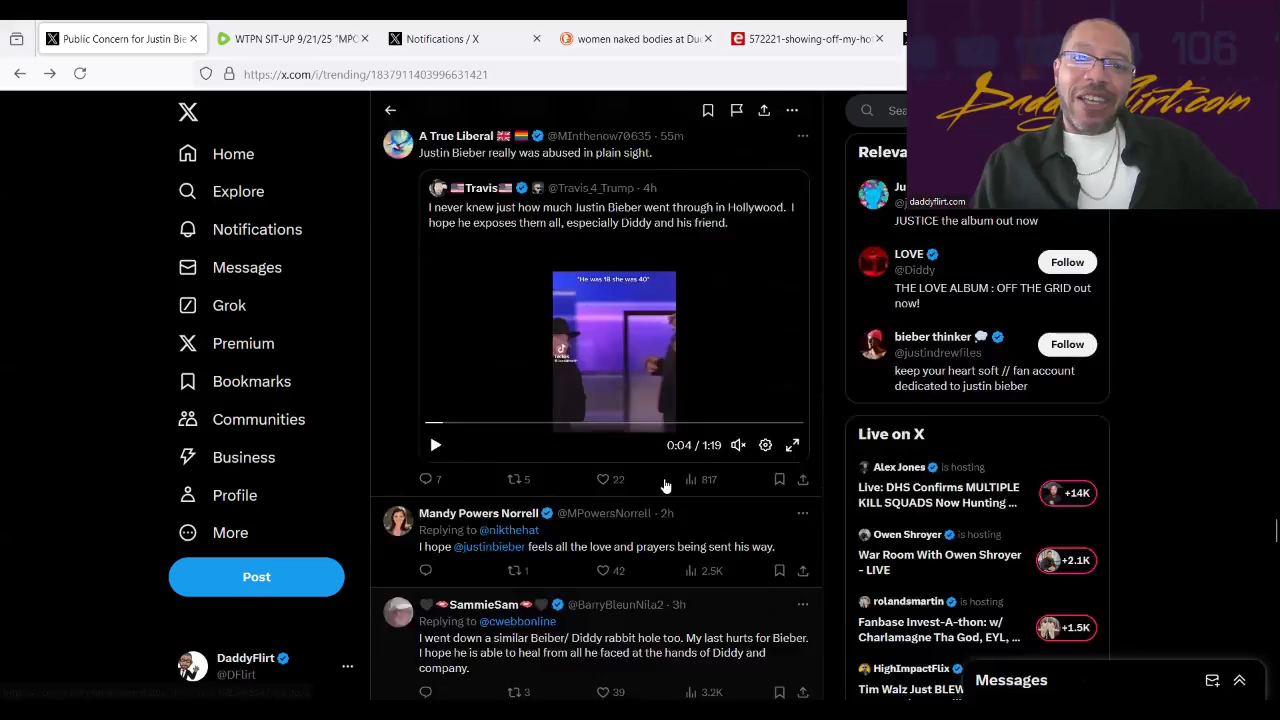 Public Concern for Justin Bie
WTPN SIT-UP 9/21/25 "MPO
Notifications / X
women naked bodies at Du
572221-showing-off-my-ho
https://x.com/i/trending/1837911403996631421
106
DaddyFlirt.com
daddyflirt.com
Home
Explore
Notifications
Messages
Grok
Premium
Bookmarks
Communities
Business
Profile
More
Post
DaddyFlirt
@DFlirt
A True Liberal @MInthenow70635 · 55m
Justin Bieber really was abused in plain sight.
Travis @Travis_4_Trump · 4h
I never knew just how much Justin Bieber went through in Hollywood. I
hope he exposes them all, especially Diddy and his friend.
"He was 18 she was 40"
TikTok
0:04 / 1:19
7
5
22
817
Mandy Powers Norrell @MPowersNorrell · 2h
Replying to @nikthehat
I hope @justinbieber feels all the love and prayers being sent his way.
1
42
2.5K
SammieSam @BarryBleunNila2 · 3h
Replying to @cwebbonline
I went down a similar Beiber/ Diddy rabbit hole too. My last hurts for Bieber.
I hope he is able to heal from all he faced at the hands of Diddy and
company.
3
39
3.2K
Sea
Releva
Ju
@j
JUSTICE the album out now
LOVE
@Diddy
Follow
THE LOVE ALBUM : OFF THE GRID out
now!
bieber thinker
@justindrewfiles
Follow
keep your heart soft // fan account
dedicated to justin bieber
Live on X
Alex Jones is hosting
Live: DHS Confirms MULTIPLE
KILL SQUADS Now Hunting ...
+14K
Owen Shroyer is hosting
War Room With Owen Shroyer
- LIVE
+2.1K
rolandsmartin is hosting
Fanbase Invest-A-thon: w/
Charlamagne Tha God, EYL, ...
+1.5K
HighImpactFlix
Tim Walz Just BLEW
Messages